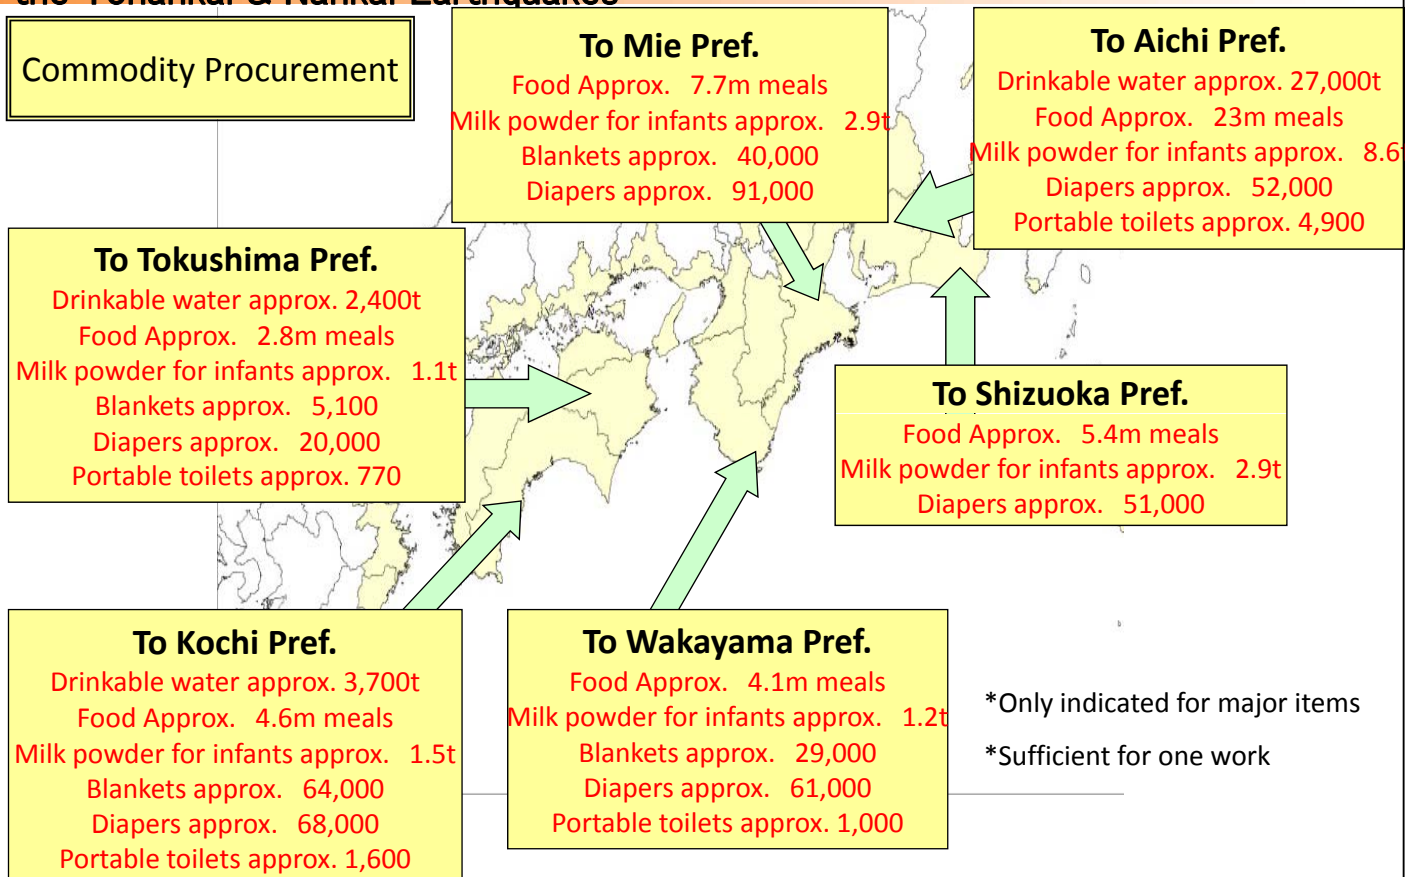 the Tonankai & Nankai Earthquakes
Commodity Procurement
To Mie Pref.
Food Approx. 7.7m meals
Milk powder for infants approx. 2.9t
Blankets approx. 40,000
Diapers approx. 91,000
To Aichi Pref.
Drinkable water approx. 27,000t
Food Approx. 23m meals
Milk powder for infants approx. 8.6t
Diapers approx. 52,000
Portable toilets approx. 4,900
To Tokushima Pref.
Drinkable water approx. 2,400t
Food Approx. 2.8m meals
Milk powder for infants approx. 1.1t
Blankets approx. 5,100
Diapers approx. 20,000
Portable toilets approx. 770
To Shizuoka Pref.
Food Approx. 5.4m meals
Milk powder for infants approx. 2.9t
Diapers approx. 51,000
To Kochi Pref.
Drinkable water approx. 3,700t
Food Approx. 4.6m meals
Milk powder for infants approx. 1.5t
Blankets approx. 64,000
Diapers approx. 68,000
Portable toilets approx. 1,600
To Wakayama Pref.
Food Approx. 4.1m meals
Milk powder for infants approx. 1.2t
Blankets approx. 29,000
Diapers approx. 61,000
Portable toilets approx. 1,000
*Only indicated for major items
*Sufficient for one work